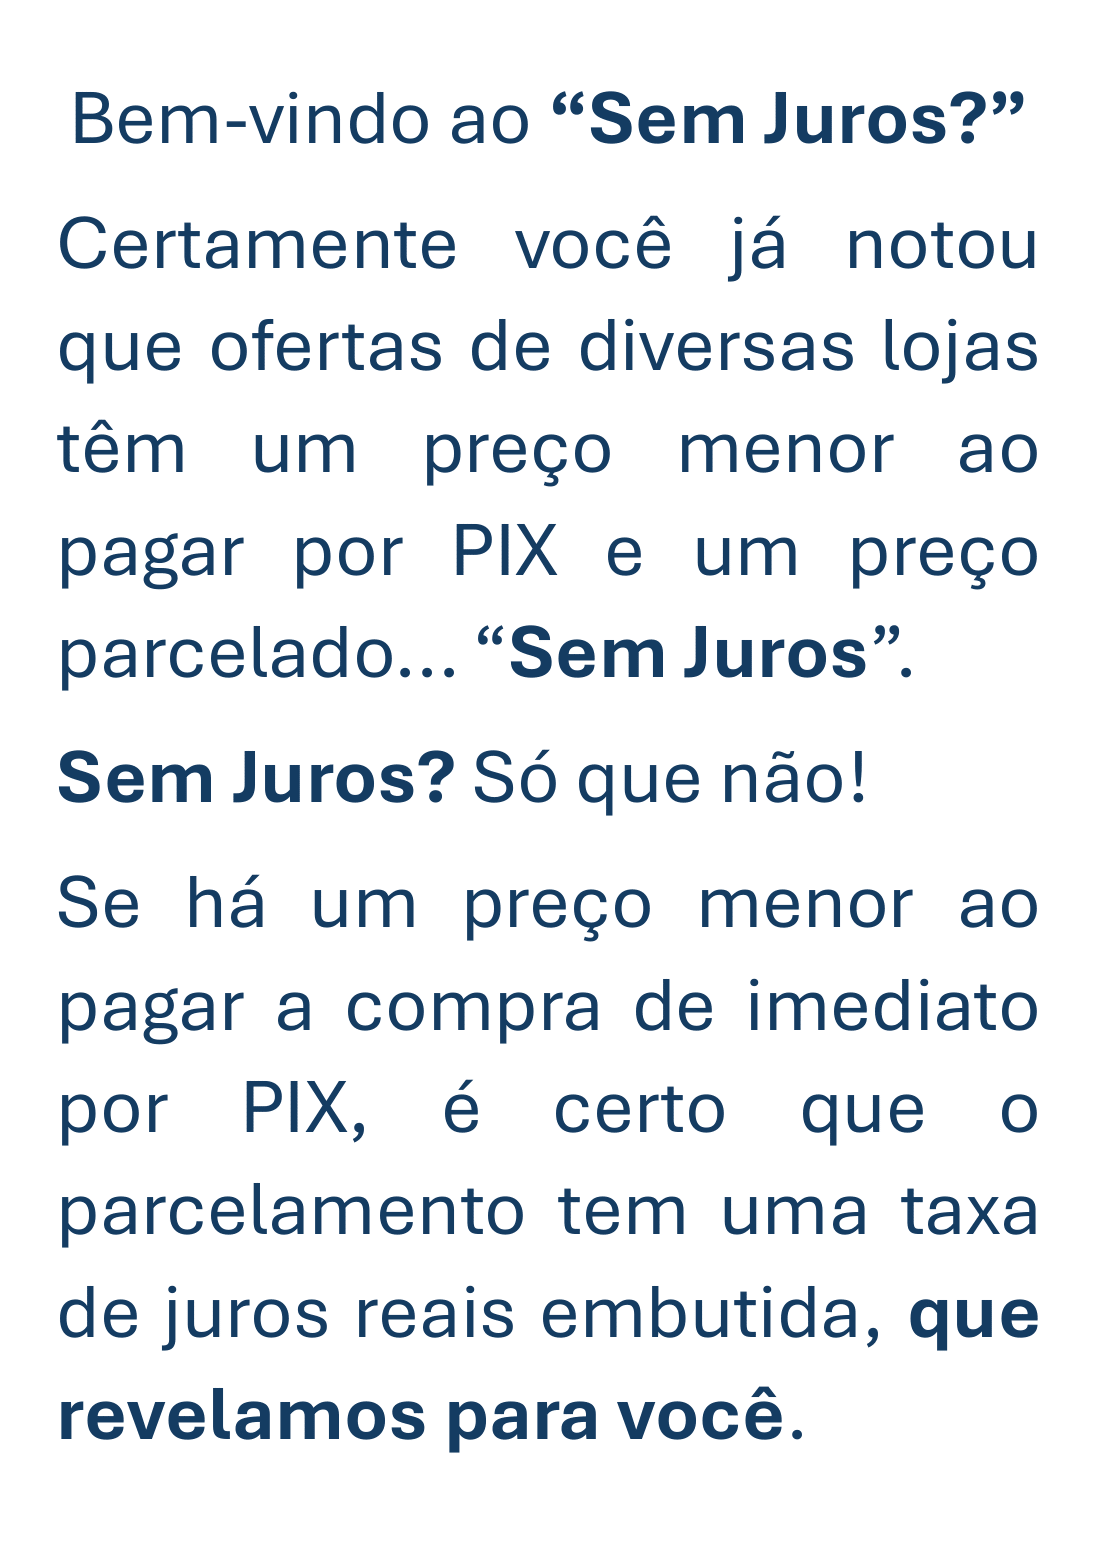 Bem-vindo ao “Sem Juros?”
Certamente você já notou
que ofertas de diversas lojas
têm um preço menor ao
pagar por PIX e um preço
parcelado... “Sem Juros”.
Sem Juros? Só que não!
Se há um preço menor ao
pagar a compra de imediato
por PIX, é certo que o
parcelamento tem uma taxa
de juros reais embutida, que
revelamos para você.